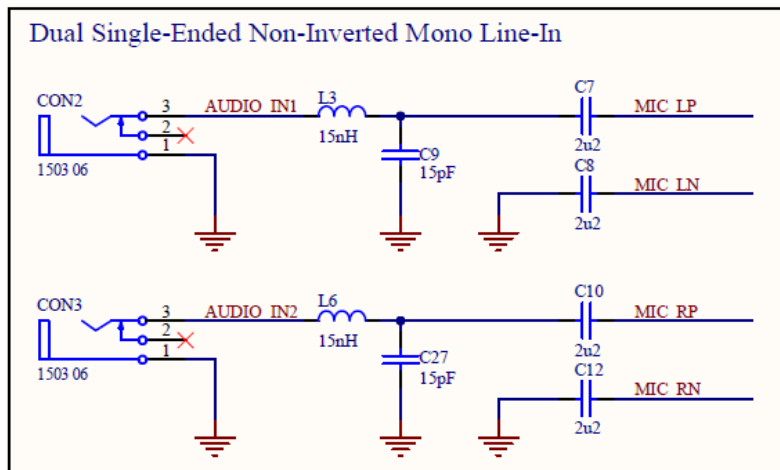 Dual Single-Ended Non-Inverted Mono Line-In
CON2
3
2
1
1503 06
AUDIO_IN1
L3
15nH
C9
15pF
C7
2u2
MIC_LP
C8
2u2
MIC_LN
CON3
3
2
1
1503 06
AUDIO_IN2
L6
15nH
C27
15pF
C10
2u2
MIC_RP
C12
2u2
MIC_RN